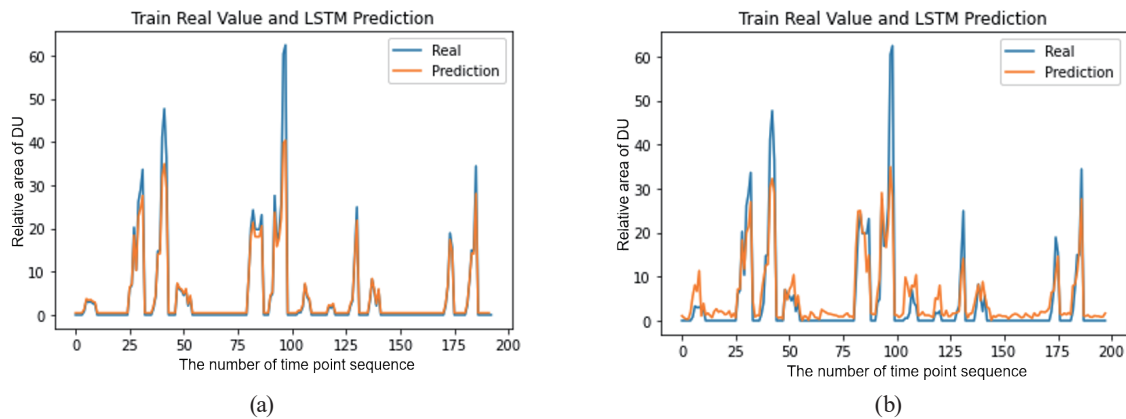 Train Real Value and LSTM Prediction
Real
Prediction
Relative area of DU
60
50
40
30
20
10
0
0 25 50 75 100 125 150 175 200
The number of time point sequence
(a)
Train Real Value and LSTM Prediction
Real
Prediction
Relative area of DU
60
50
40
30
20
10
0
0 25 50 75 100 125 150 175 200
The number of time point sequence
(b)